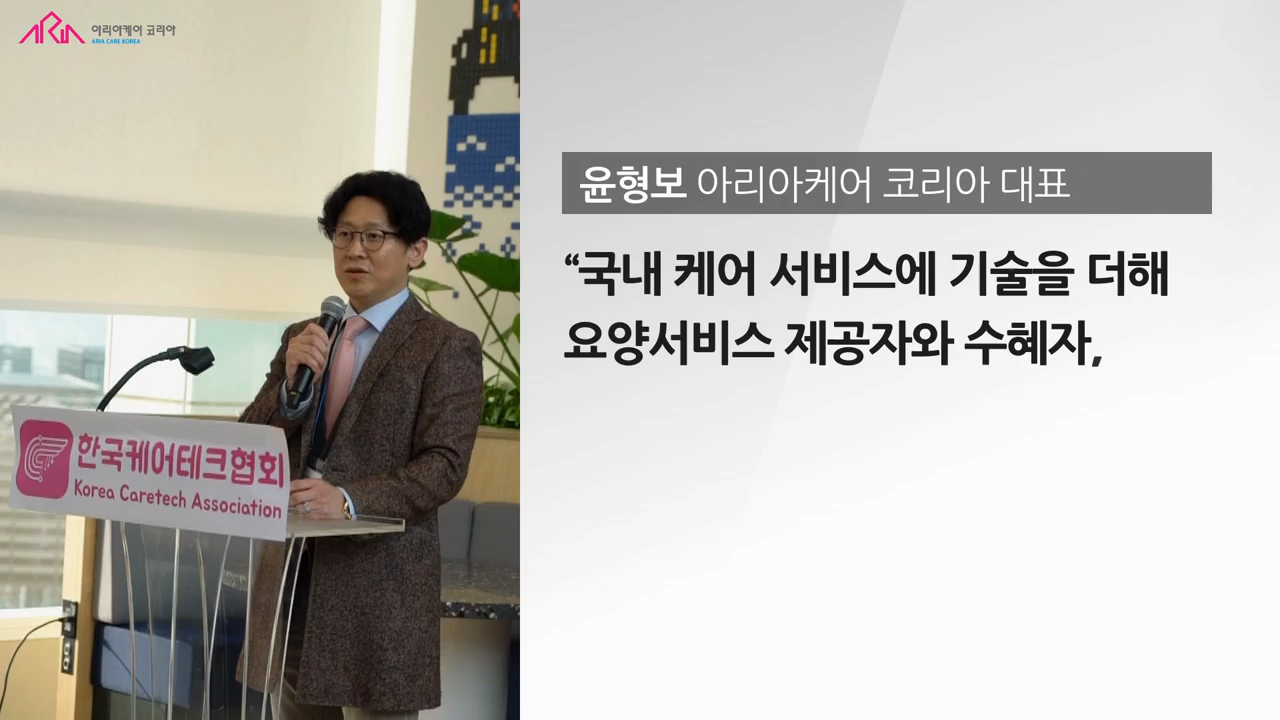 ARIA 아리아케어 코리아
ARIA CARE KOREA
윤형보 아리아케어 코리아 대표
“국내 케어 서비스에 기술을 더해
요양서비스 제공자와 수혜자,
한국케어테크협회
Korea Caretech Association